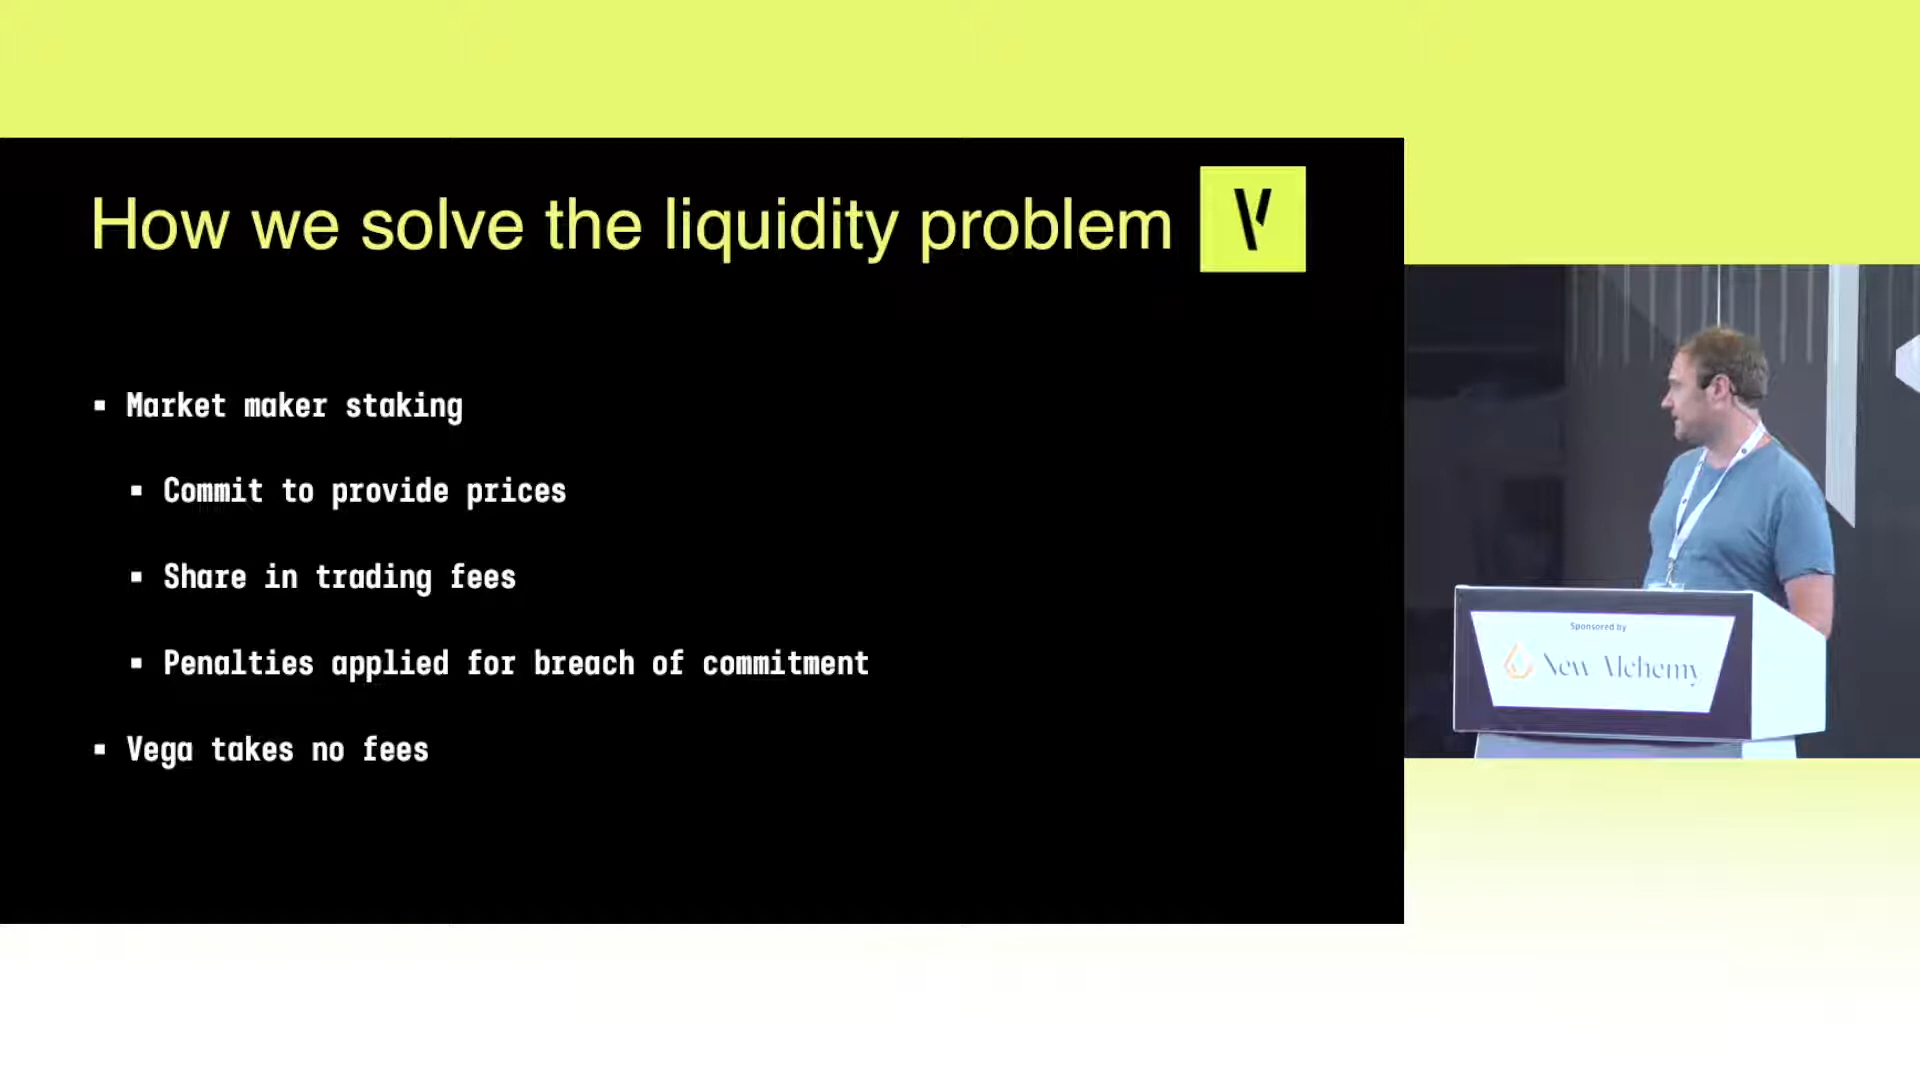 How we solve the liquidity problem
Market maker staking
Commit to provide prices
Share in trading fees
Penalties applied for breach of commitment
Vega takes no fees
Sponsored by
New Alchemy